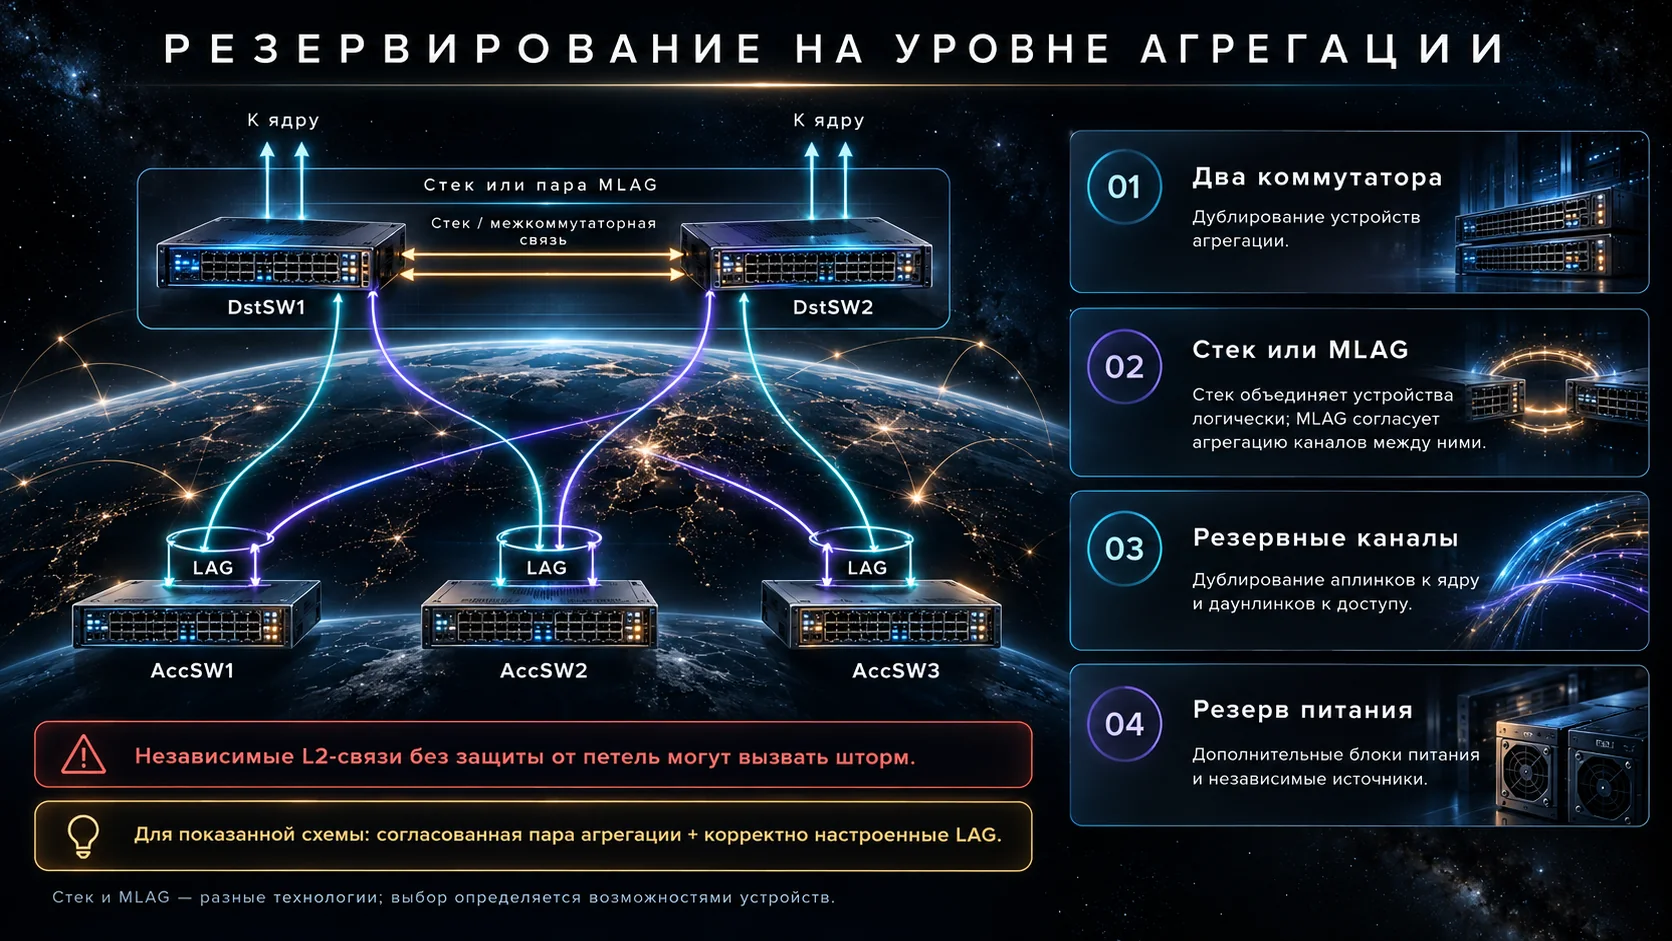 РЕЗЕРВИРОВАНИЕ НА УРОВНЕ АГРЕГАЦИИ
К ядру
К ядру
Стек или пара MLAG
Стек / межкоммутаторная
связь
DstSW1
DstSW2
LAG
LAG
LAG
AccSW1
AccSW2
AccSW3
01
Два коммутатора
Дублирование устройств
агрегации.
02
Стек или MLAG
Стек объединяет устройства
логически; MLAG согласует
агрегацию каналов между ними.
03
Резервные каналы
Дублирование аплинков к ядру
и даунлинков к доступу.
04
Резерв питания
Дополнительные блоки питания
и независимые источники.
Независимые L2-связи без защиты от петель могут вызвать шторм.
Для показанной схемы: согласованная пара агрегации + корректно настроенные LAG.
Стек и MLAG — разные технологии; выбор определяется возможностями устройств.